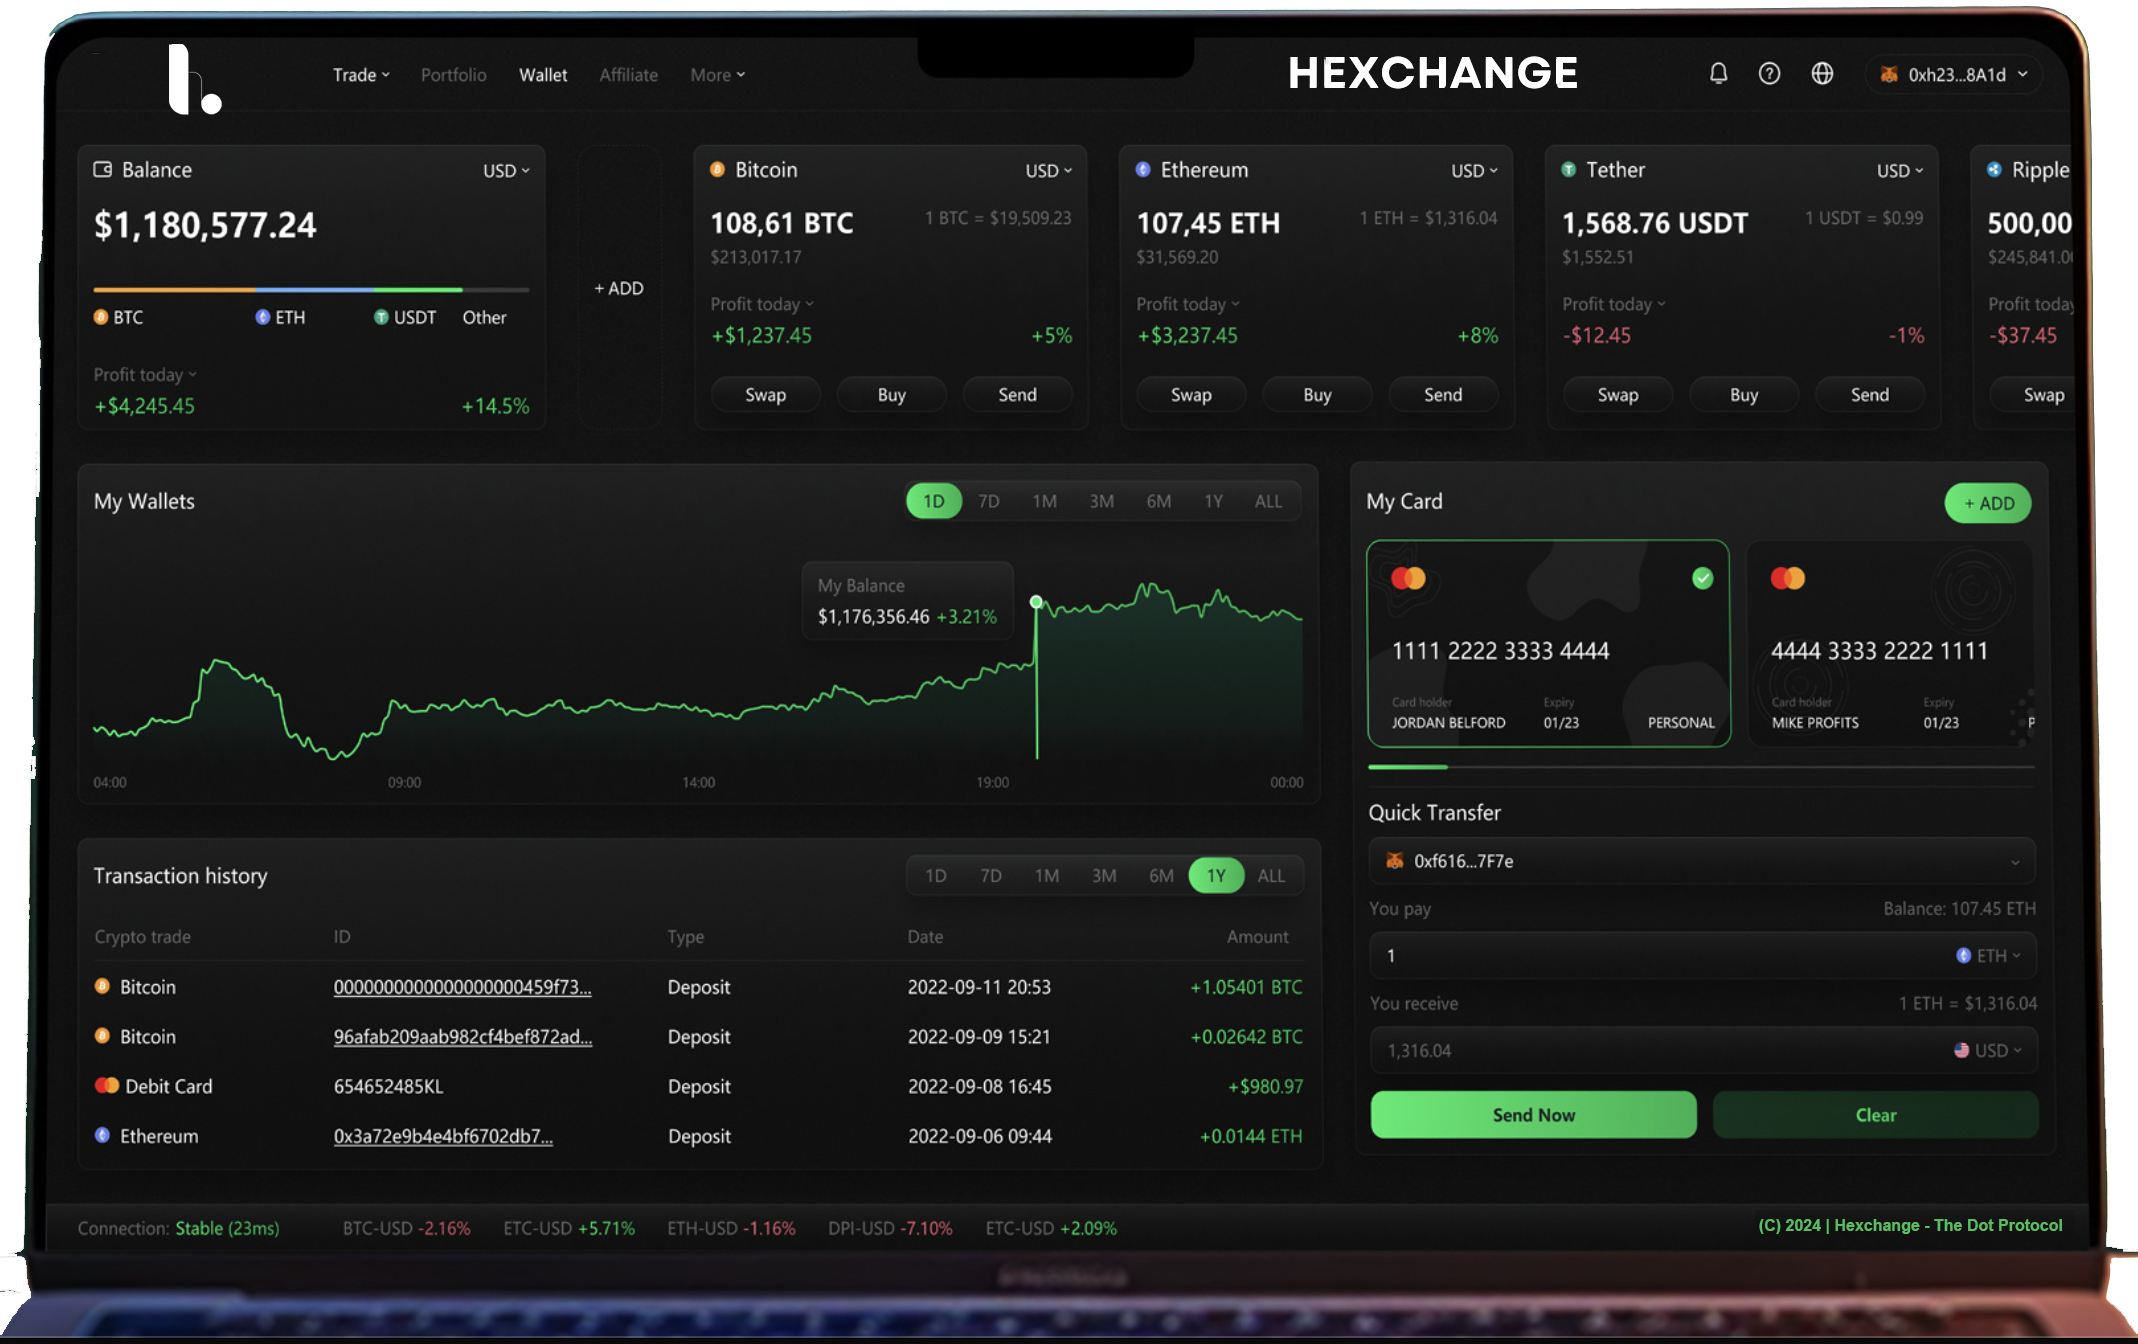 h.
Trade
Portfolio
Wallet
Affiliate
More
HEXCHANGE
0xh23...8A1d
Balance
USD
$1,180,577.24
BTC
ETH
USDT
Other
Profit today
+$4,245.45
+14.5%
+ ADD
Bitcoin
USD
108,61 BTC
1 BTC = $19,509.23
$213,017.17
Profit today
+$1,237.45
+5%
Swap
Buy
Send
Ethereum
USD
107,45 ETH
1 ETH = $1,316.04
$31,569.20
Profit today
+$3,237.45
+8%
Swap
Buy
Send
Tether
USD
1,568.76 USDT
1 USDT = $0.99
$1,552.51
Profit today
-$12.45
-1%
Swap
Buy
Send
Ripple
500,00
$245,841.0
Profit today
-$37.45
Swap
My Wallets
1D
7D
1M
3M
6M
1Y
ALL
My Balance
$1,176,356.46 +3.21%
04:00
09:00
14:00
19:00
00:00
My Card
+ ADD
1111 2222 3333 4444
Card holder
Expiry
JORDAN BELFORD
01/23
PERSONAL
4444 3333 2222 1111
Card holder
Expiry
MIKE PROFITS
01/23
P
Quick Transfer
0xf616...7F7e
You pay
Balance: 107.45 ETH
1
ETH
You receive
1 ETH = $1,316.04
1,316.04
USD
Send Now
Clear
Transaction history
1D
7D
1M
3M
6M
1Y
ALL
Crypto trade
ID
Type
Date
Amount
Bitcoin
0000000000000000000459f73...
Deposit
2022-09-11 20:53
+1.05401 BTC
Bitcoin
96afab209aab982cf4bef872ad...
Deposit
2022-09-09 15:21
+0.02642 BTC
Debit Card
654652485KL
Deposit
2022-09-08 16:45
+$980.97
Ethereum
0x3a72e9b4e4bf6702db7...
Deposit
2022-09-06 09:44
+0.0144 ETH
Connection: Stable (23ms)
BTC-USD -2.16%
ETC-USD +5.71%
ETH-USD -1.16%
DPI-USD -7.10%
ETC-USD +2.09%
(C) 2024 | Hexchange - The Dot Protocol